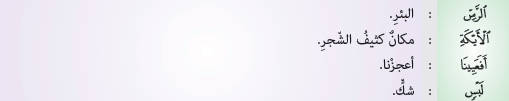 ٱلرَّسِّ : البئرِ.
ٱلْأَيْكَةِ : مكانٌ كثيفُ الشّجرِ.
أَفَعَيِينَا : أعجزْنا.
لَبْسٍ : شكٍّ.